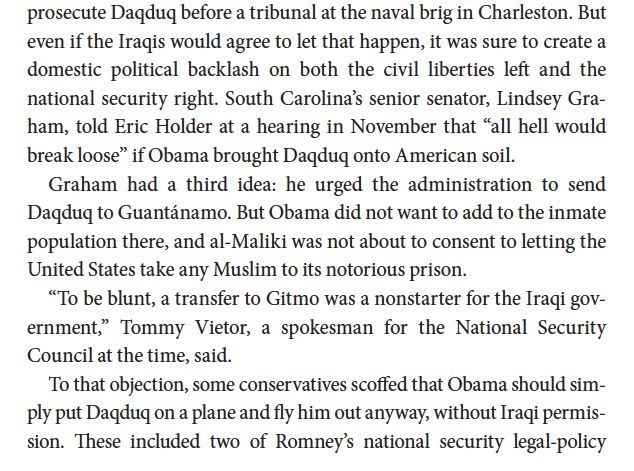 prosecute Daqduq before a tribunal at the naval brig in Charleston. But
even if the Iraqis would agree to let that happen, it was sure to create a
domestic political backlash on both the civil liberties left and the
national security right. South Carolina’s senior senator, Lindsey Gra-
ham, told Eric Holder at a hearing in November that “all hell would
break loose” if Obama brought Daqduq onto American soil.
Graham had a third idea: he urged the administration to send
Daqduq to Guantánamo. But Obama did not want to add to the inmate
population there, and al-Maliki was not about to consent to letting the
United States take any Muslim to its notorious prison.
“To be blunt, a transfer to Gitmo was a nonstarter for the Iraqi gov-
ernment,” Tommy Vietor, a spokesman for the National Security
Council at the time, said.
To that objection, some conservatives scoffed that Obama should sim-
ply put Daqduq on a plane and fly him out anyway, without Iraqi permis-
sion. These included two of Romney’s national security legal-policy